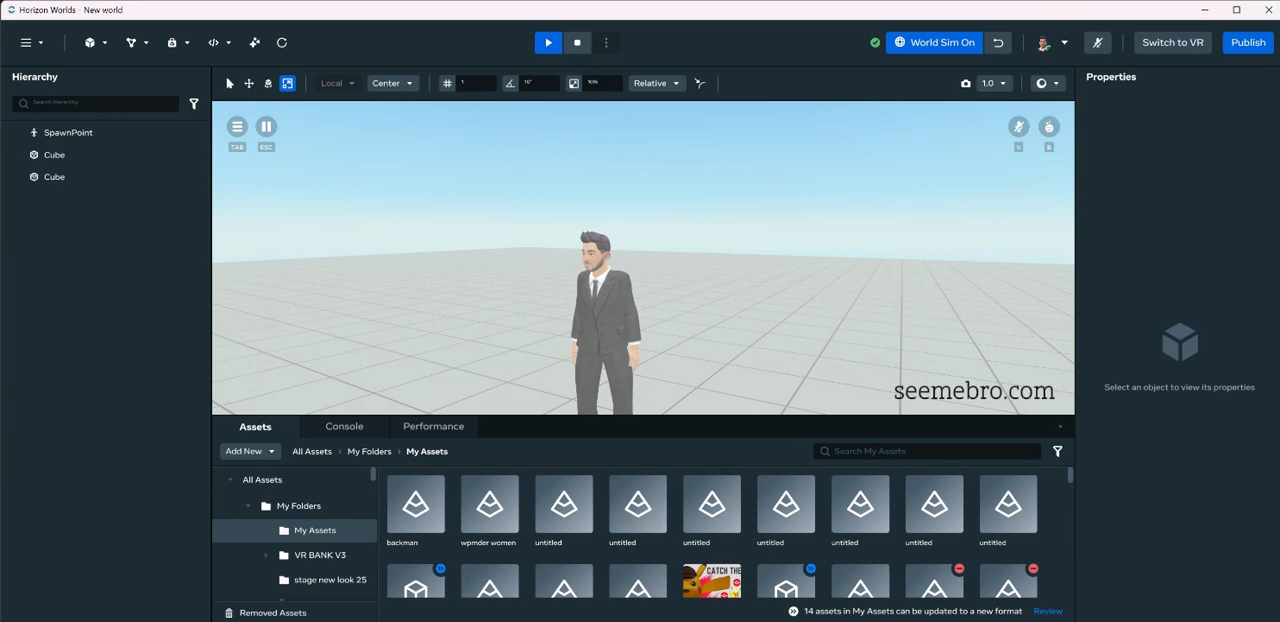 Horizon Worlds - New world
World Sim On
Switch to VR
Publish
Hierarchy
Local
Center
1
10°
10%
Relative
1.0
Properties
Search hierarchy
SpawnPoint
Cube
Cube
TAB
ESC
V
B
Select an object to view its properties
seemebro.com
Assets
Console
Performance
Add New
All Assets > My Folders > My Assets
Search My Assets
All Assets
My Folders
My Assets
VR BANK V3
stage new look 25
Removed Assets
backman
wpmder women
untitled
untitled
untitled
untitled
untitled
untitled
untitled
CATCH THE
14 assets in My Assets can be updated to a new format
Review